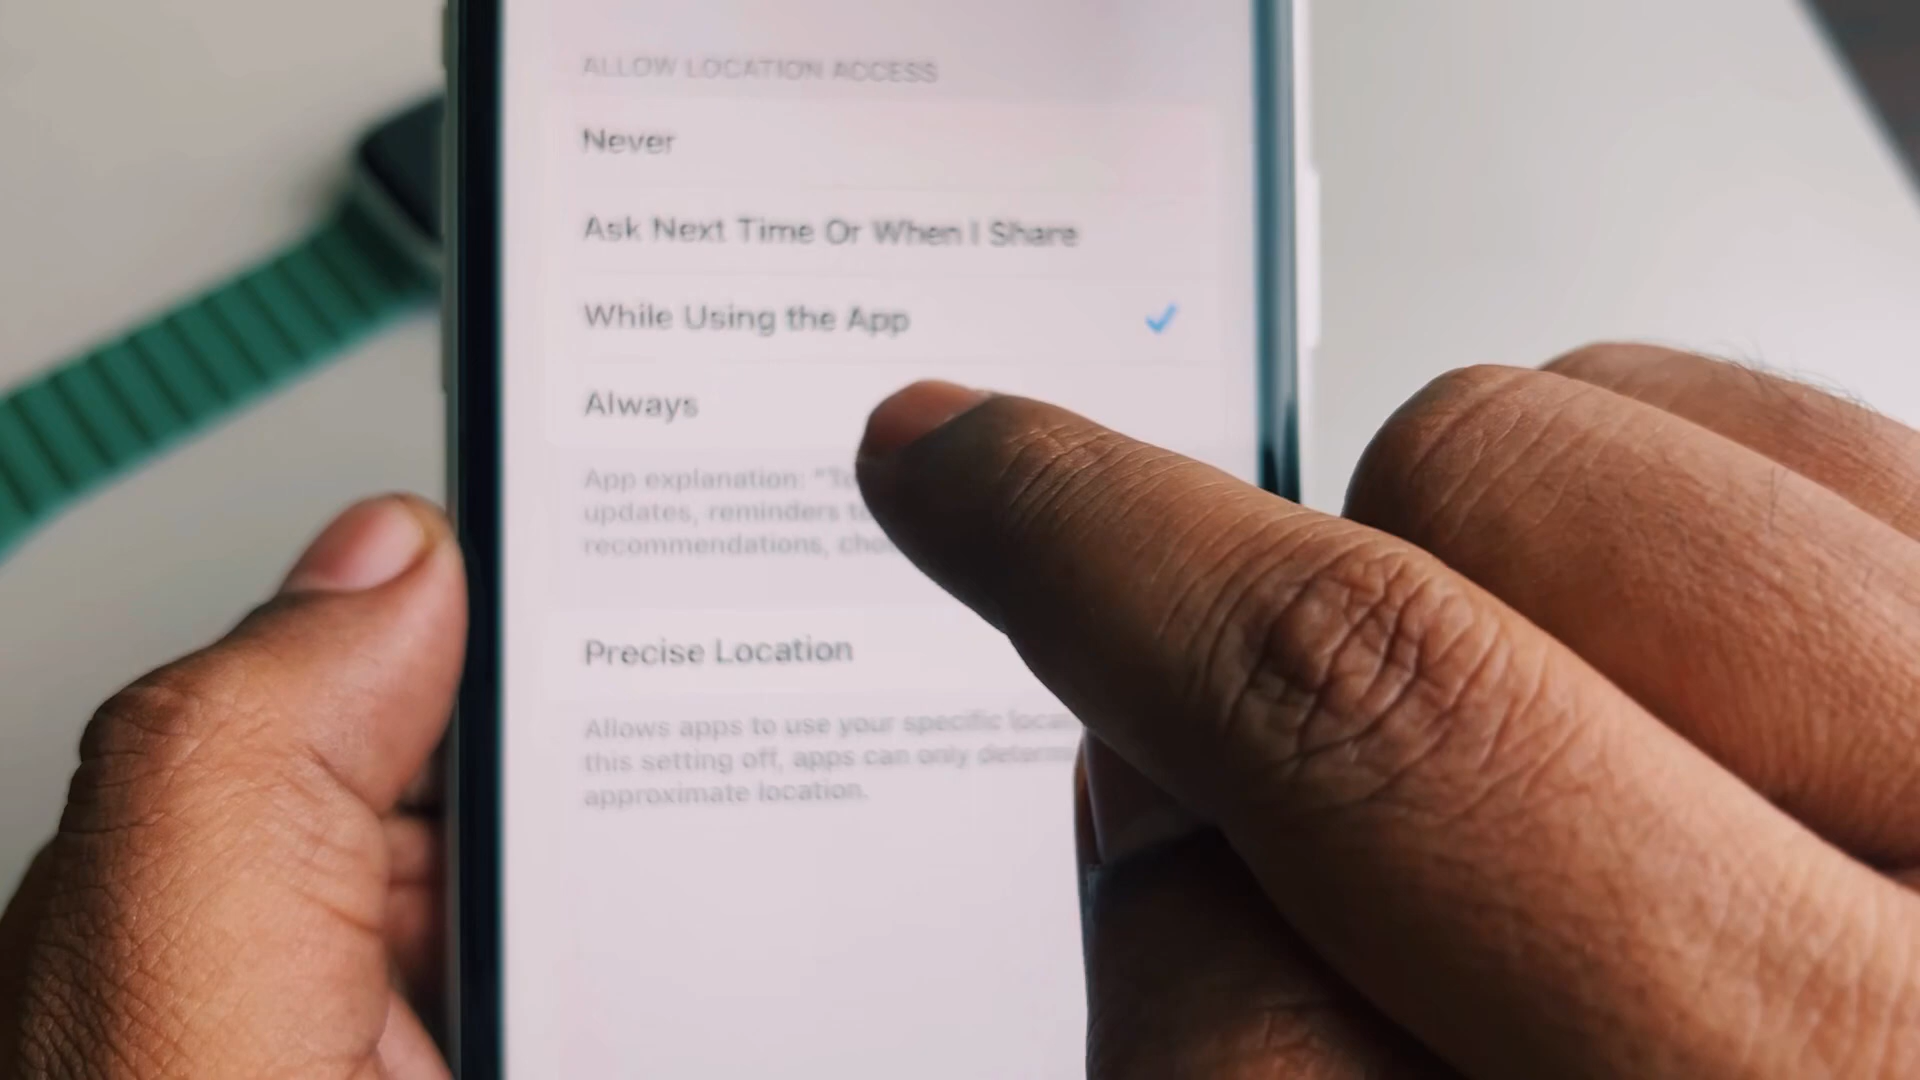 ALLOW LOCATION ACCESS
Never
Ask Next Time Or When I Share
While Using the App
Always
App explanation: "To
updates, reminders
recommendations,
Precise Location
Allows apps to use your specific
this setting off, apps can only
approximate location.